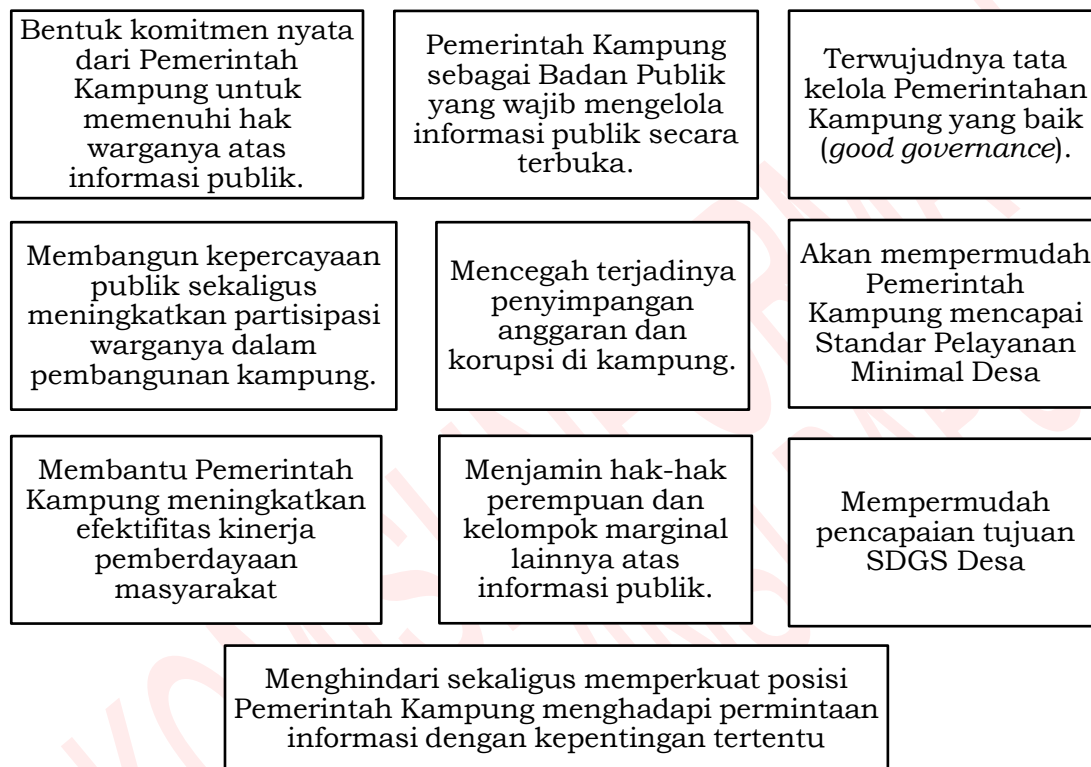 Bentuk komitmen nyata
dari Pemerintah
Kampung untuk
memenuhi hak
warganya atas
informasi publik.
Pemerintah Kampung
sebagai Badan Publik
yang wajib mengelola
informasi publik secara
terbuka.
Terwujudnya tata
kelola Pemerintahan
Kampung yang baik
(good governance).
Membangun kepercayaan
publik sekaligus
meningkatkan partisipasi
warganya dalam
pembangunan kampung.
Mencegah terjadinya
penyimpangan
anggaran dan
korupsi di kampung.
Akan mempermudah
Pemerintah
Kampung mencapai
Standar Pelayanan
Minimal Desa
Membantu Pemerintah
Kampung meningkatkan
efektifitas kinerja
pemberdayaan
masyarakat
Menjamin hak-hak
perempuan dan
kelompok marginal
lainnya atas
informasi publik.
Mempermudah
pencapaian tujuan
SDGS Desa
Menghindari sekaligus memperkuat posisi
Pemerintah Kampung menghadapi permintaan
informasi dengan kepentingan tertentu